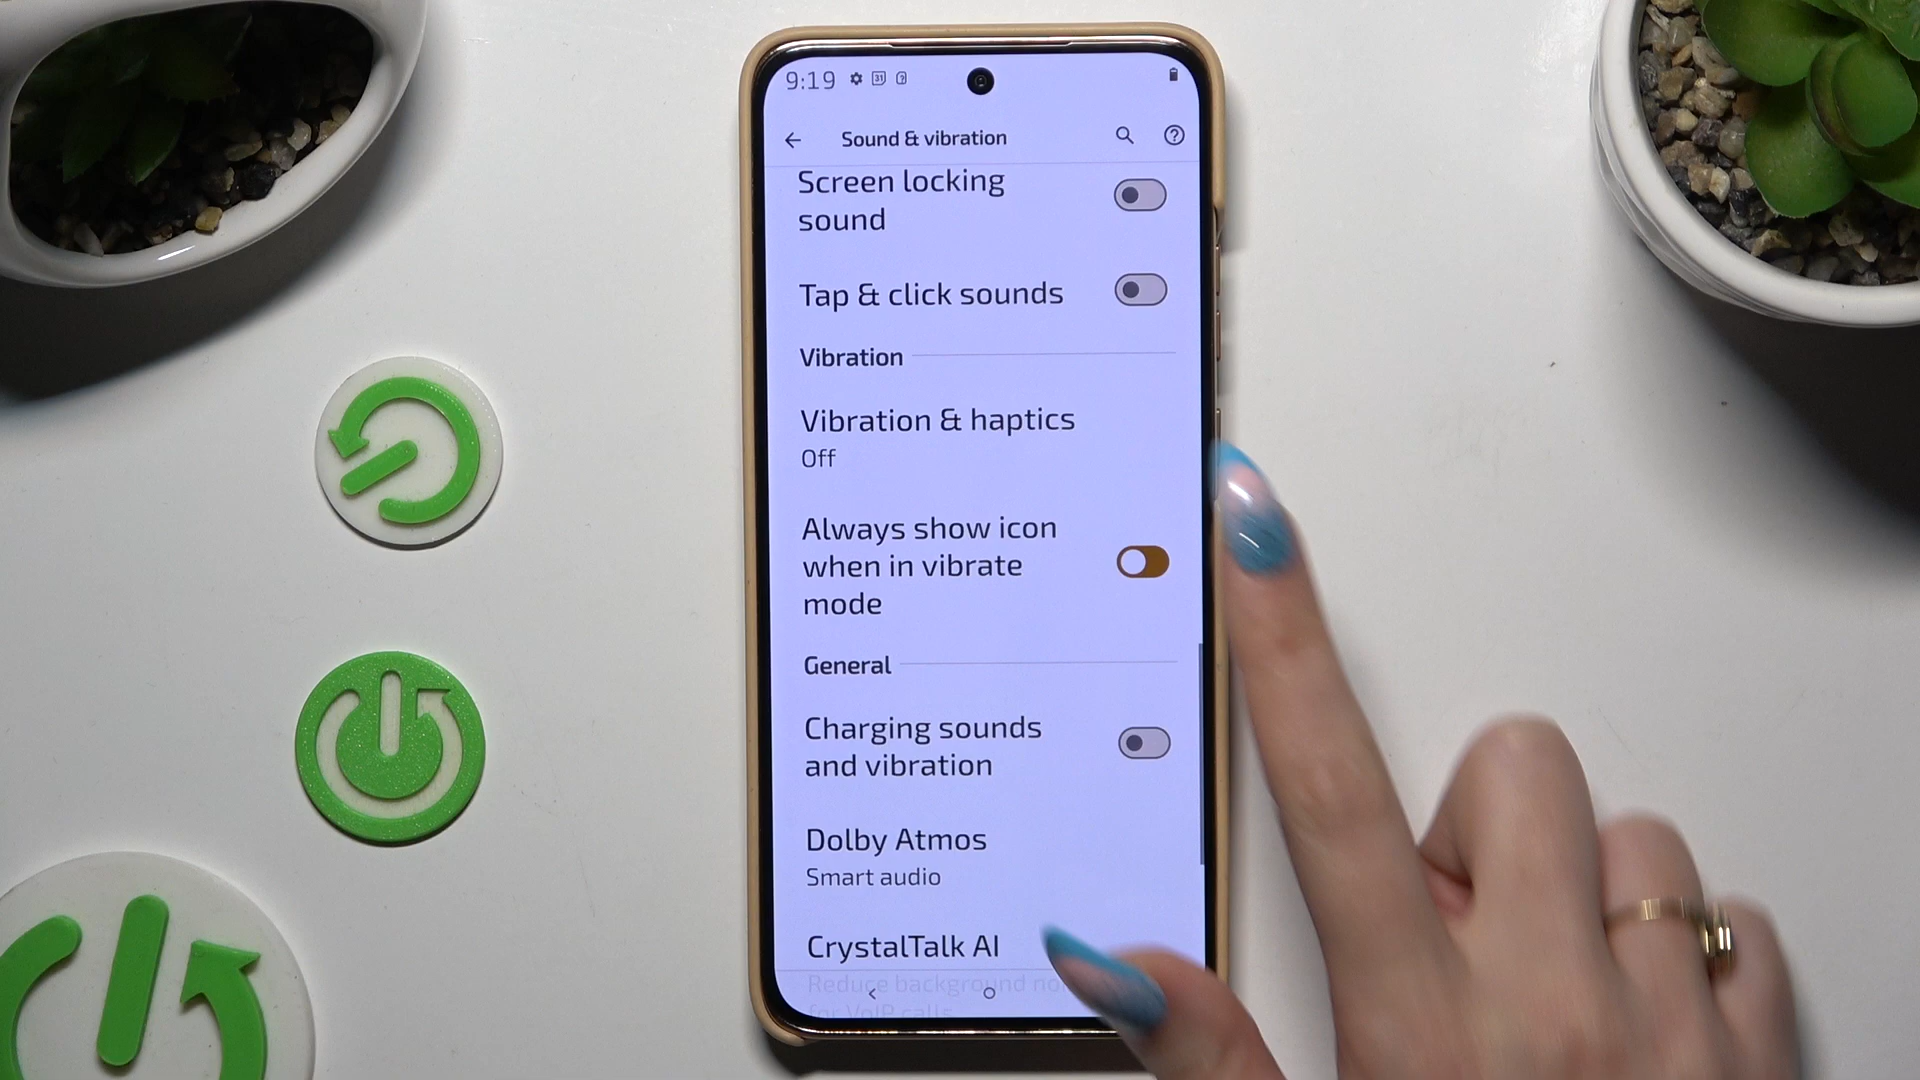 9:19
Sound & vibration
Screen locking
sound
Tap & click sounds
Vibration
Vibration & haptics
Off
Always show icon
when in vibrate
mode
General
Charging sounds
and vibration
Dolby Atmos
Smart audio
CrystalTalk AI
Reduce background
for VoIP calls